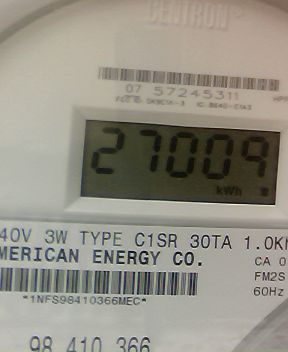 CENTRON
07 57245311
27009
kWh
40V 3W TYPE C1SR 30TA 1.0K
MERICAN ENERGY CO.
CA 0
FM2S
*1NFS98410366MEC*
60Hz
98 410 366